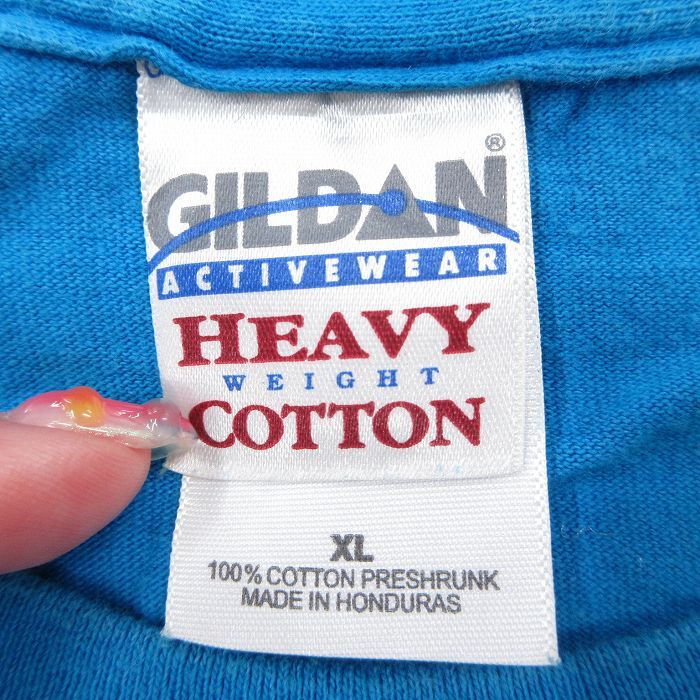 GILDAN®
ACTIVEWEAR
HEAVY
WEIGHT
COTTON
XL
100% COTTON PRESHRUNK
MADE IN HONDURAS